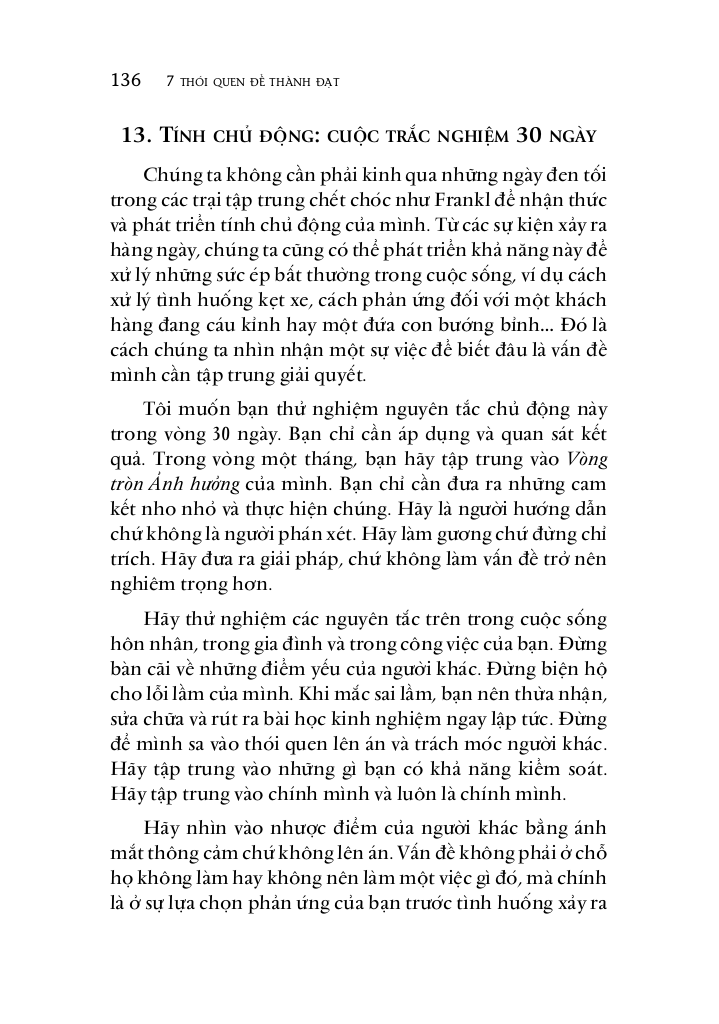 136 7 THÓI QUEN ĐỂ THÀNH ĐẠT
13. TÍNH CHỦ ĐỘNG: CUỘC TRẮC NGHIỆM 30 NGÀY
Chúng ta không cần phải kinh qua những ngày đen tối
trong các trại tập trung chết chóc như Frankl để nhận thức
và phát triển tính chủ động của mình. Từ các sự kiện xảy ra
hàng ngày, chúng ta cũng có thể phát triển khả năng này để
xử lý những sức ép bất thường trong cuộc sống, ví dụ cách
xử lý tình huống kẹt xe, cách phản ứng đối với một khách
hàng đang cáu kỉnh hay một đứa con bướng bỉnh... Đó là
cách chúng ta nhìn nhận một sự việc để biết đâu là vấn đề
mình cần tập trung giải quyết.
Tôi muốn bạn thử nghiệm nguyên tắc chủ động này
trong vòng 30 ngày. Bạn chỉ cần áp dụng và quan sát kết
quả. Trong vòng một tháng, bạn hãy tập trung vào Vòng
tròn Ảnh hưởng của mình. Bạn chỉ cần đưa ra những cam
kết nho nhỏ và thực hiện chúng. Hãy là người hướng dẫn
chứ không là người phán xét. Hãy làm gương chứ đừng chỉ
trích. Hãy đưa ra giải pháp, chứ không làm vấn đề trở nên
nghiêm trọng hơn.
Hãy thử nghiệm các nguyên tắc trên trong cuộc sống
hôn nhân, trong gia đình và trong công việc của bạn. Đừng
bàn cãi về những điểm yếu của người khác. Đừng biện hộ
cho lỗi lầm của mình. Khi mắc sai lầm, bạn nên thừa nhận,
sửa chữa và rút ra bài học kinh nghiệm ngay lập tức. Đừng
để mình sa vào thói quen lên án và trách móc người khác.
Hãy tập trung vào những gì bạn có khả năng kiểm soát.
Hãy tập trung vào chính mình và luôn là chính mình.
Hãy nhìn vào nhược điểm của người khác bằng ánh
mắt thông cảm chứ không lên án. Vấn đề không phải ở chỗ
họ không làm hay không nên làm một việc gì đó, mà chính
là ở sự lựa chọn phản ứng của bạn trước tình huống xảy ra